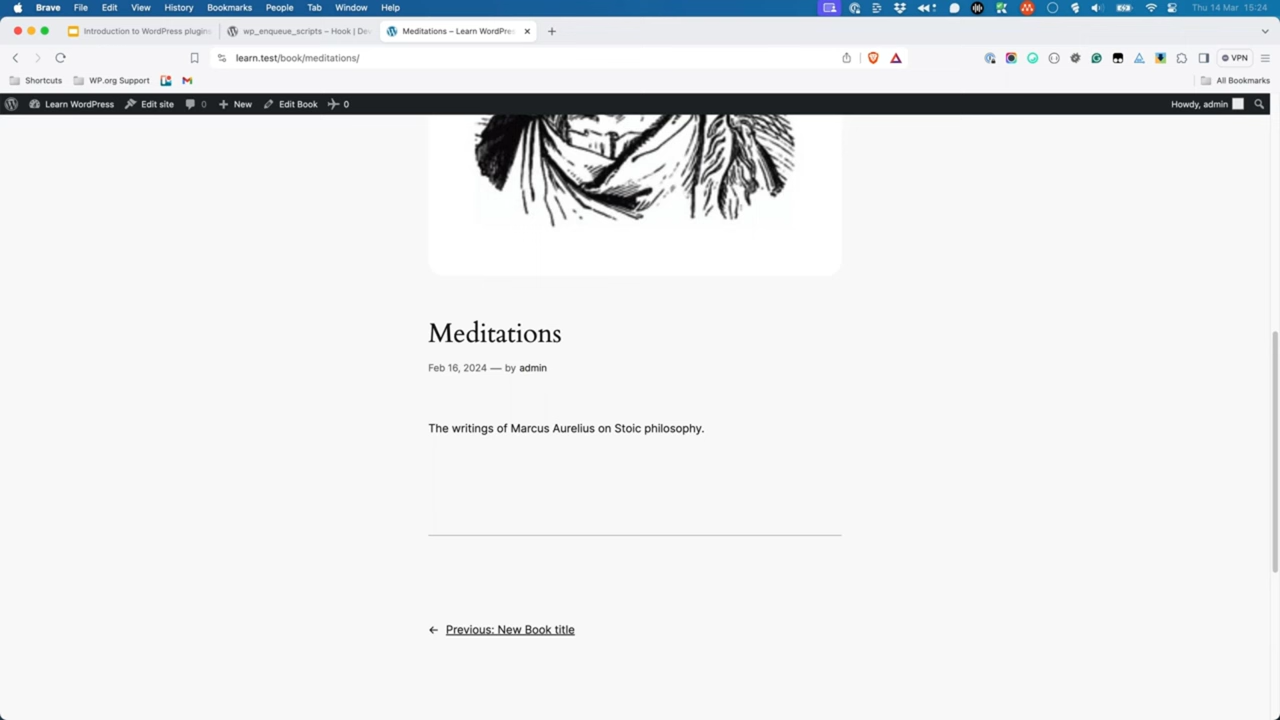 Brave File Edit View History Bookmarks People Tab Window Help Thu 14 Mar 15:24
Introduction to WordPress plugins wp_enqueue_scripts – Hook | Dev Meditations – Learn WordPres
learn.test/book/meditations/ VPN
Shortcuts WP.org Support All Bookmarks
Learn WordPress Edit site 0 New Edit Book 0 Howdy, admin
Meditations
Feb 16, 2024 — by admin
The writings of Marcus Aurelius on Stoic philosophy.
← Previous: New Book title